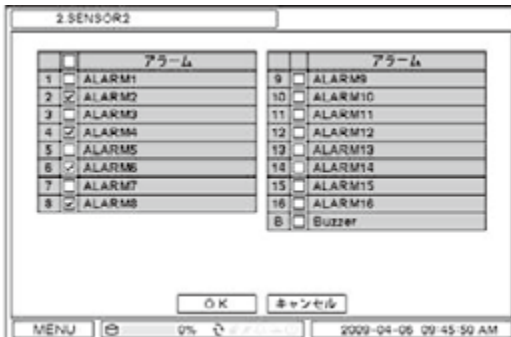 2.SENSOR2
アラーム
1 ALARM1
2 ALARM2
3 ALARM3
4 ALARM4
5 ALARM5
6 ALARM6
7 ALARM7
8 ALARM8
アラーム
9 ALARM9
10 ALARM10
11 ALARM11
12 ALARM12
13 ALARM13
14 ALARM14
15 ALARM15
16 ALARM16
B Buzzer
OK キャンセル
MENU 0% 2009-04-06 09:45:50 AM